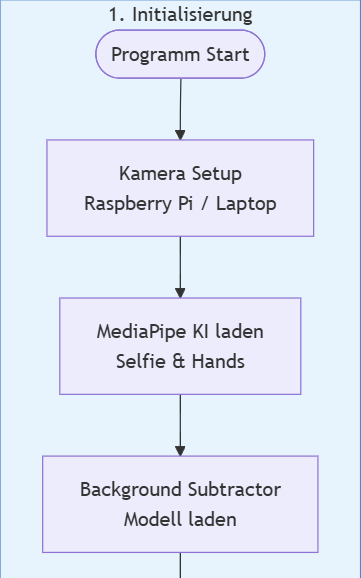 1. Initialisierung
Programm Start
Kamera Setup
Raspberry Pi / Laptop
MediaPipe KI laden
Selfie & Hands
Background Subtractor
Modell laden